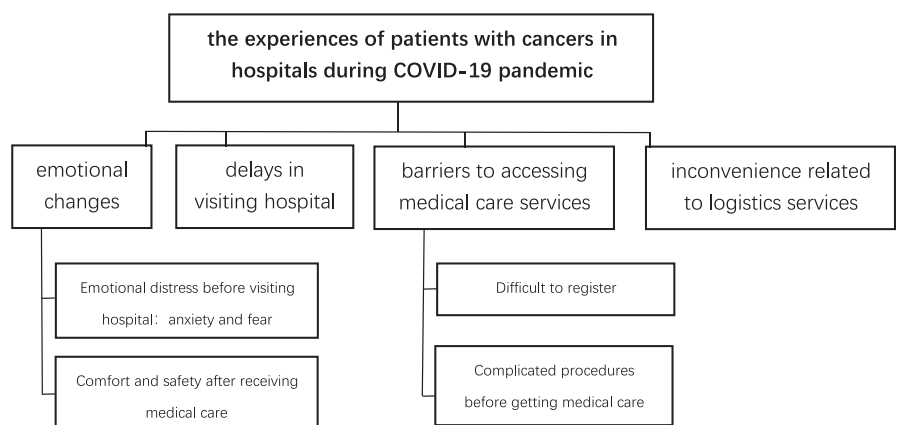 the experiences of patients with cancers in
hospitals during COVID-19 pandemic
emotional
changes
delays in
visiting hospital
barriers to accessing
medical care services
inconvenience related
to logistics services
Emotional distress before visiting
hospital：anxiety and fear
Comfort and safety after receiving
medical care
Difficult to register
Complicated procedures
before getting medical care